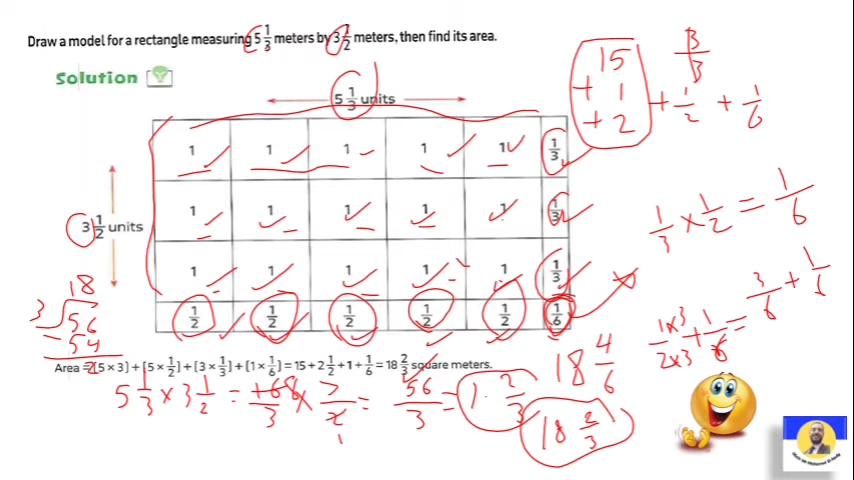 Draw a model for a rectangle measuring 5 1/3 meters by 3 1/2 meters, then find its area.
Solution
5 1/3 units
3 1/2 units
1 1 1 1 1 1/3
1 1 1 1 1 1/3
1 1 1 1 1 1/3
1/2 1/2 1/2 1/2 1/2 1/6
15
+ 1 + 1/2 + 1/6
+ 2
3/3
1/3 × 1/2 = 1/6
1×3/2×3 + 1/6 = 3/6 + 1/6
18 4/6
18
3 56
- 54
2
Area = [5 × 3] + [5 × 1/2] + [3 × 1/3] + [1 × 1/6] = 15 + 2 1/2 + 1 + 1/6 = 18 2/3 square meters.
5 1/3 × 3 1/2 = 8/3 × 7/ = 56/3 = 2/3
18 2/3